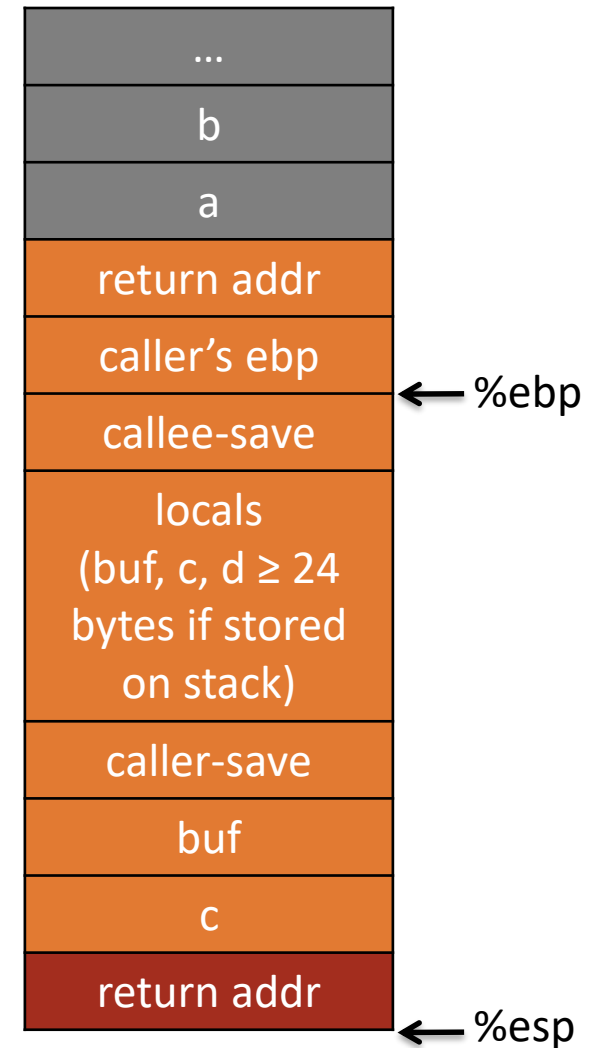 …
b
a
return addr
caller’s ebp
%ebp
callee-save
locals
(buf, c, d ≥ 24
bytes if stored
on stack)
caller-save
buf
c
return addr
%esp